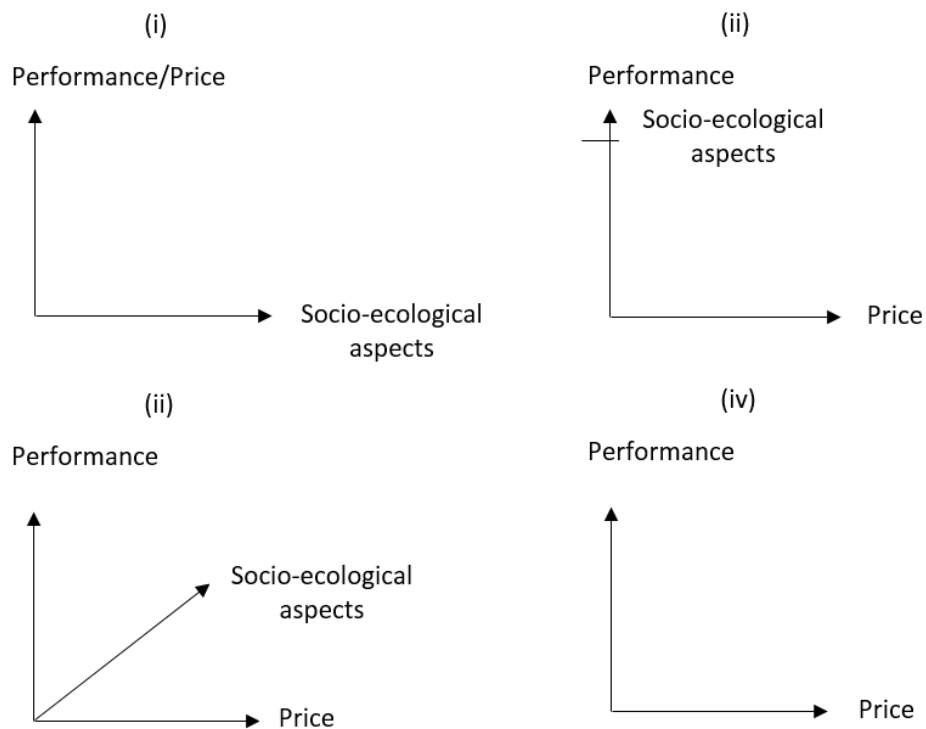 (i)
Performance/Price
Socio-ecological
aspects
(ii)
Performance
Socio-ecological
aspects
Price
(ii)
Performance
Socio-ecological
aspects
Price
(iv)
Performance
Price